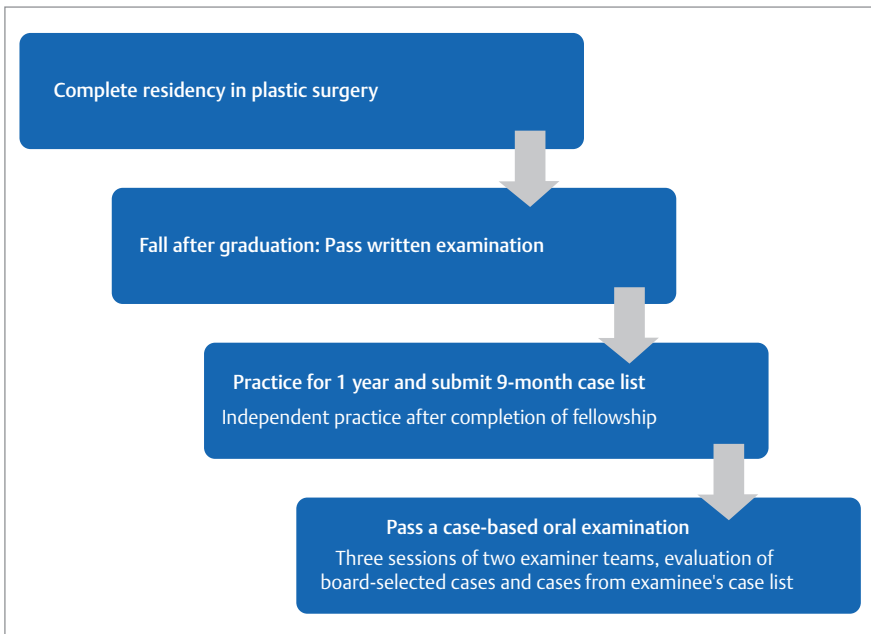 Complete residency in plastic surgery
Fall after graduation: Pass written examination
Practice for 1 year and submit 9-month case list
Independent practice after completion of fellowship
Pass a case-based oral examination
Three sessions of two examiner teams, evaluation of
board-selected cases and cases from examinee's case list